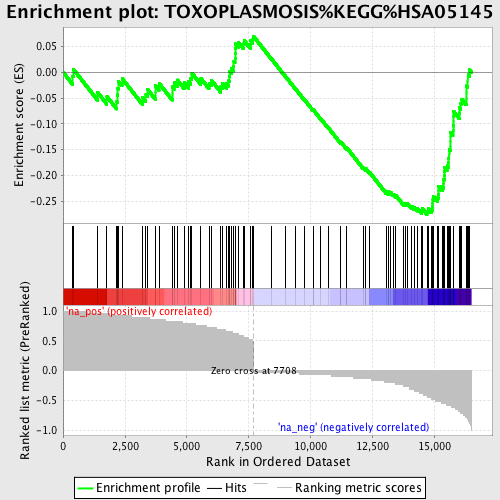 Enrichment plot: TOXOPLASMOSIS%KEGG%HSA05145
Enrichment score (ES)
0.05
0.00
-0.05
-0.10
-0.15
-0.20
-0.25
Ranked list metric (PreRanked)
1.0
0.5
0.0
-0.5
-1.0
'na_pos' (positively correlated)
Zero cross at 7708
'na_neg' (negatively correlated)
0
2,500
5,000
7,500
10,000
12,500
15,000
Rank in Ordered Dataset
Enrichment profile
Hits
Ranking metric scores